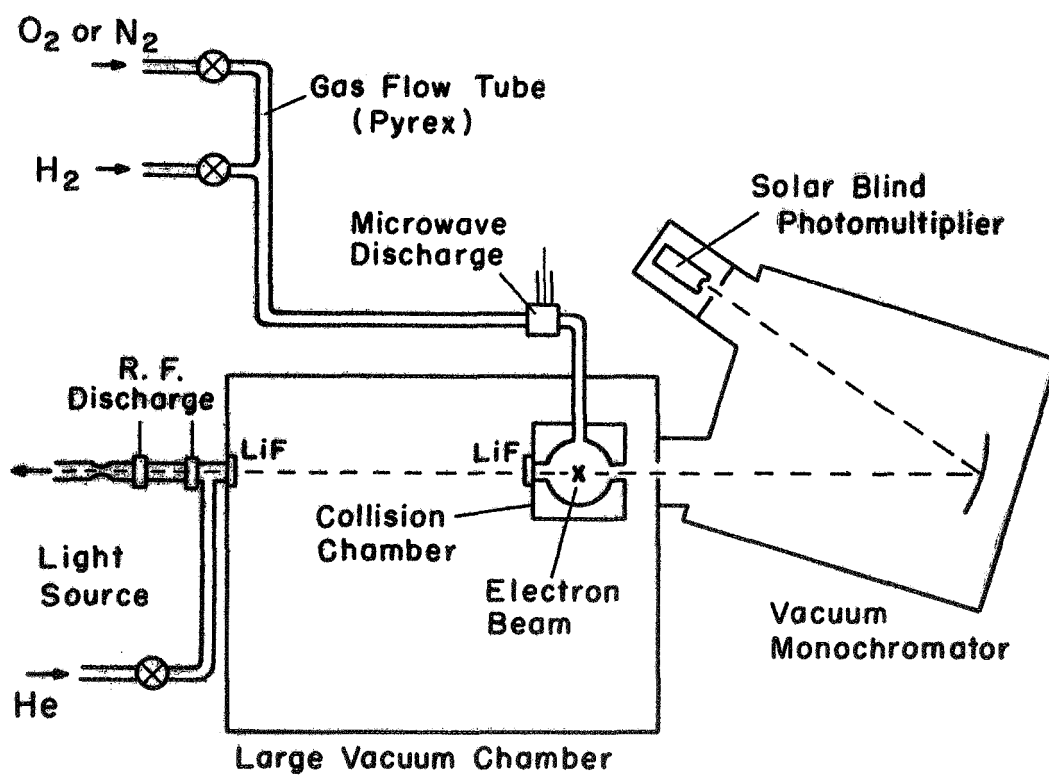 O2 or N2
Gas Flow Tube
(Pyrex)
H2
Solar Blind
Photomultiplier
Microwave
Discharge
R. F.
Discharge
LiF
LiF
Collision
Chamber
Light
Source
Electron
Beam
Vacuum
Monochromator
He
Large Vacuum Chamber
x